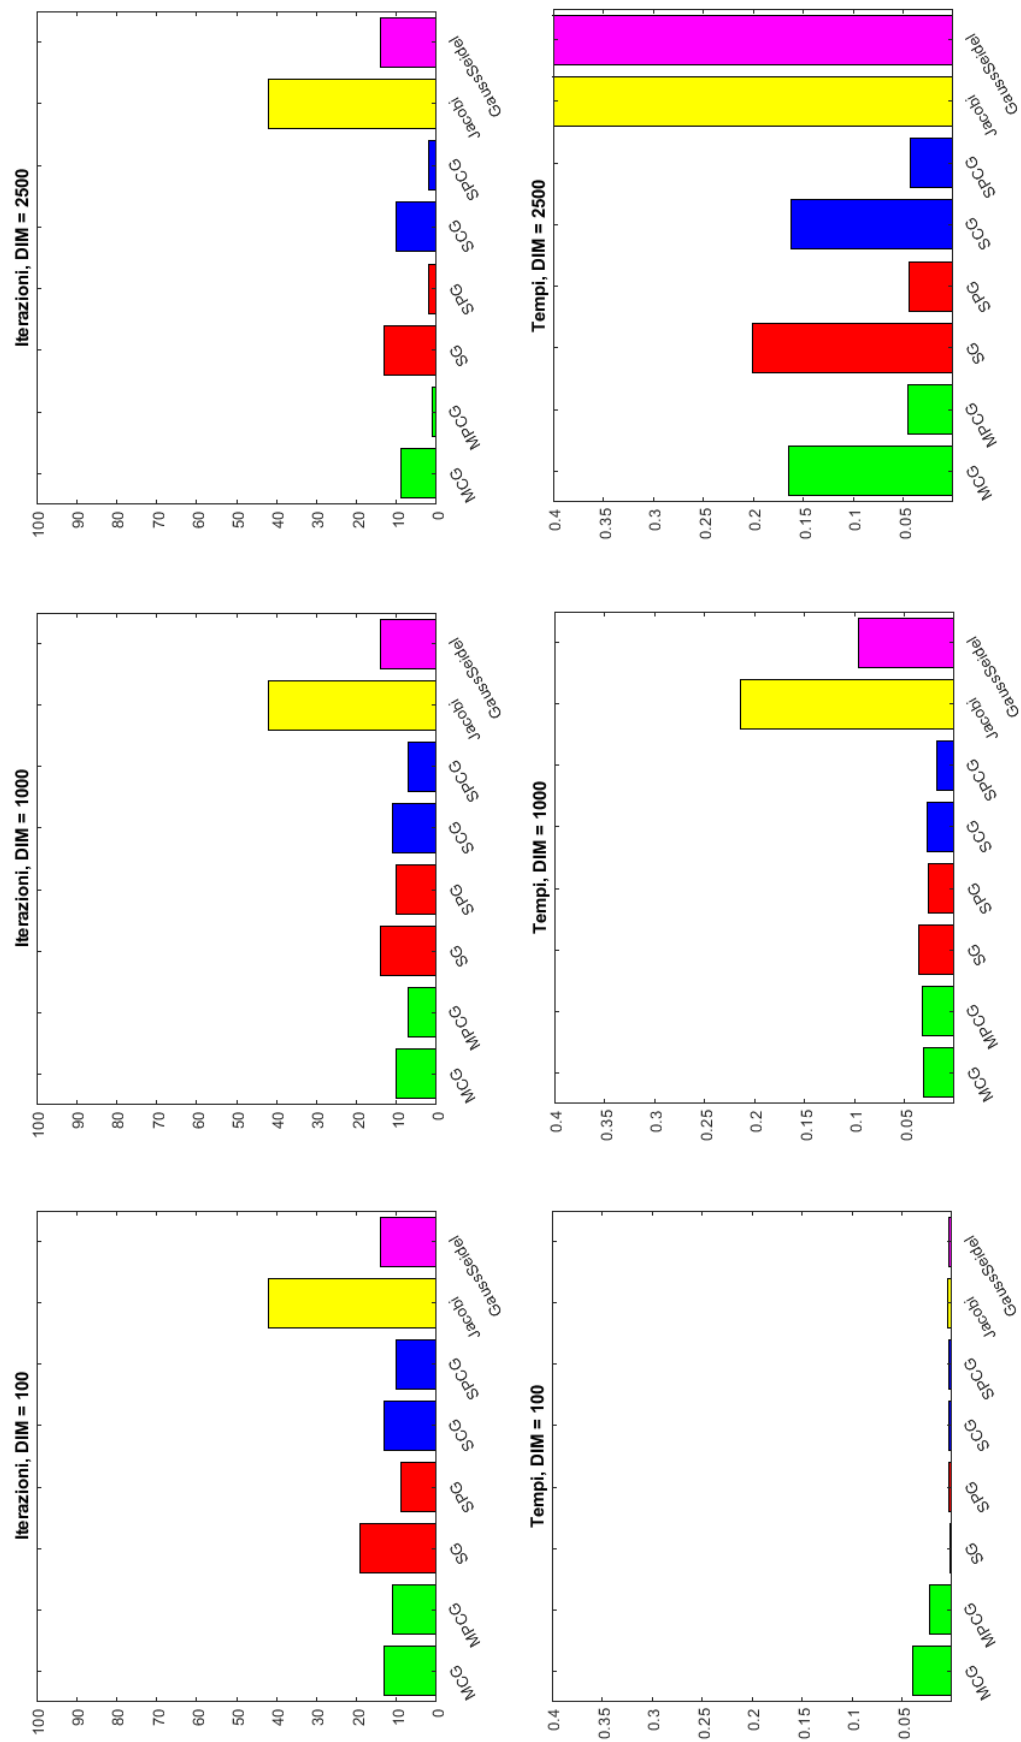 Iterazioni, DIM = 100
100
90
80
70
60
50
40
30
20
10
0
MCG
MPCG
SG
SPG
SCG
SPCG
Jacobi
GaussSeidel
Iterazioni, DIM = 1000
100
90
80
70
60
50
40
30
20
10
0
MCG
MPCG
SG
SPG
SCG
SPCG
Jacobi
GaussSeidel
Iterazioni, DIM = 2500
100
90
80
70
60
50
40
30
20
10
0
MCG
MPCG
SG
SPG
SCG
SPCG
Jacobi
GaussSeidel
Tempi, DIM = 100
0.4
0.35
0.3
0.25
0.2
0.15
0.1
0.05
MCG
MPCG
SG
SPG
SCG
SPCG
Jacobi
GaussSeidel
Tempi, DIM = 1000
0.4
0.35
0.3
0.25
0.2
0.15
0.1
0.05
MCG
MPCG
SG
SPG
SCG
SPCG
Jacobi
GaussSeidel
Tempi, DIM = 2500
0.4
0.35
0.3
0.25
0.2
0.15
0.1
0.05
MCG
MPCG
SG
SPG
SCG
SPCG
Jacobi
GaussSeidel